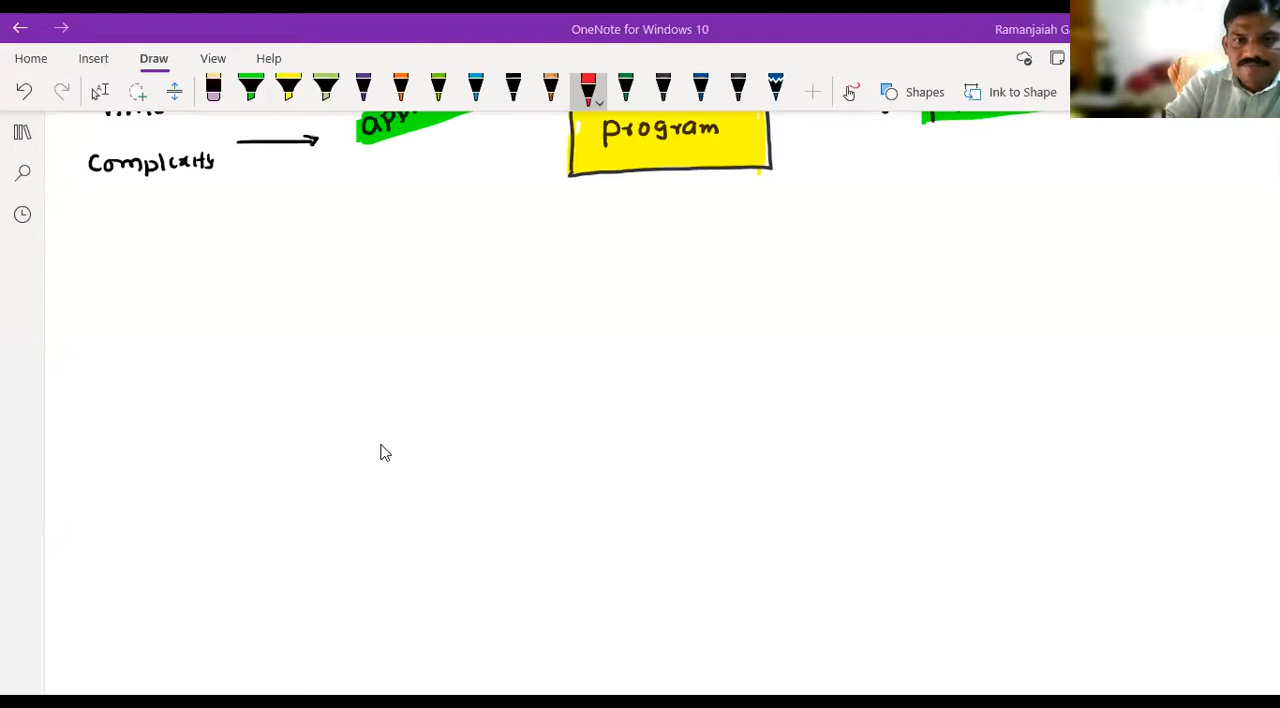 OneNote for Windows 10
Ramanjaiah G
Home Insert Draw View Help
Shapes Ink to Shape
program
Complexity